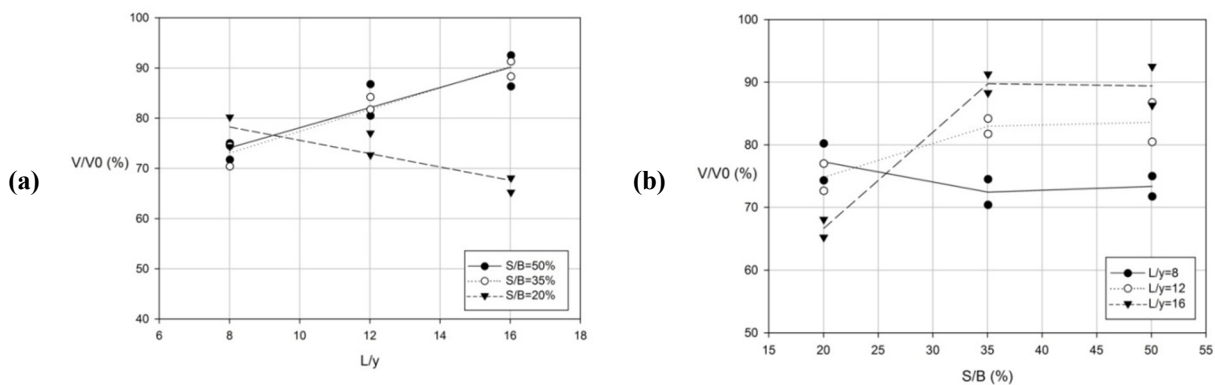 (a)
V/V0 (%)
100
90
80
70
60
50
40
6 8 10 12 14 16 18
L/y
S/B=50%
S/B=35%
S/B=20%
(b)
V/V0 (%)
100
90
80
70
60
50
15 20 25 30 35 40 45 50 55
S/B (%)
L/y=8
L/y=12
L/y=16